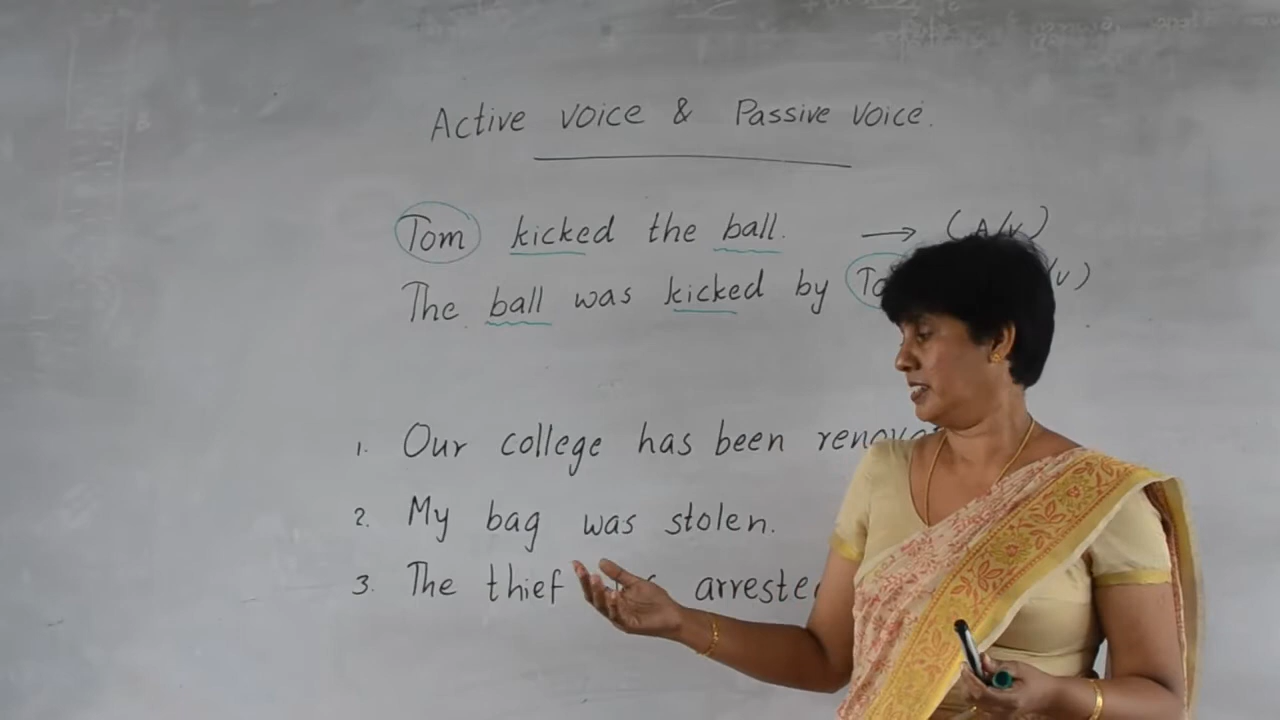 Active voice & Passive voice.
Tom kicked the ball. → (A/v)
The ball was kicked by /v)
1. Our college has been
2. My bag was stolen.
3. The thief